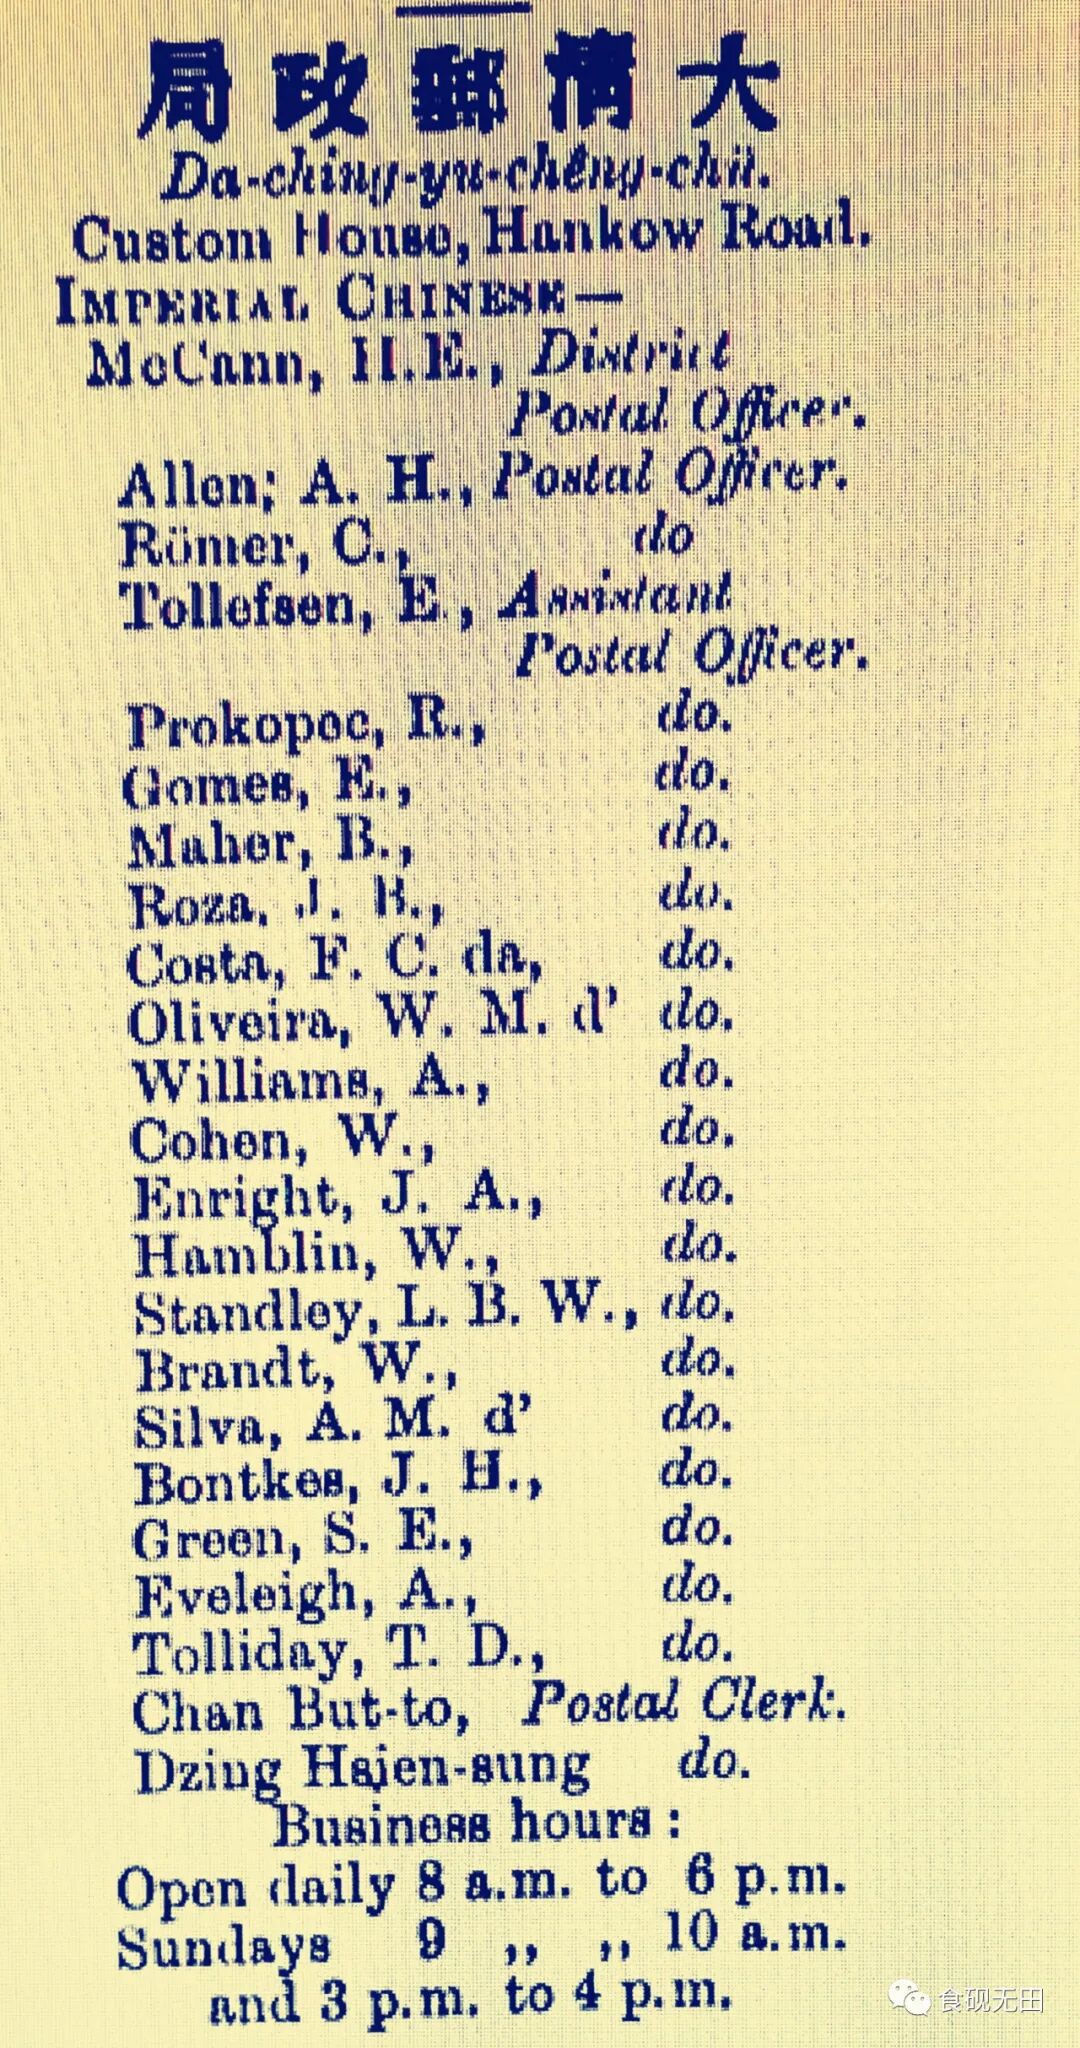 局政郵清大
Da-ching-yu-chêng-chü.
Custom House, Hankow Road.
IMPERIAL CHINESE—
McCann, H.E., District
Postal Officer.
Allen; A. H., Postal Officer.
Römer, C., do
Tollefsen, E., Assistant
Postal Officer.
Prokopec, R., do.
Gomes, E., do.
Maher, B., do.
Roza. J. B., do.
Costa, F. C. da, do.
Oliveira, W. M. d' do.
Williams, A., do.
Cohen, W., do.
Enright, J. A., do.
Hamblin, W., do.
Standley, L. B. W., do.
Brandt, W., do.
Silva, A. M. d' do.
Bontkes, J. H., do.
Green, S. E., do.
Eveleigh, A., do.
Tolliday, T. D., do.
Chan But-to, Postal Clerk.
Dzing Hsien-sung do.
Business hours :
Open daily 8 a.m. to 6 p.m.
Sundays 9 ,, ,, 10 a.m.
and 3 p.m. to 4 p.m.
食砚无田